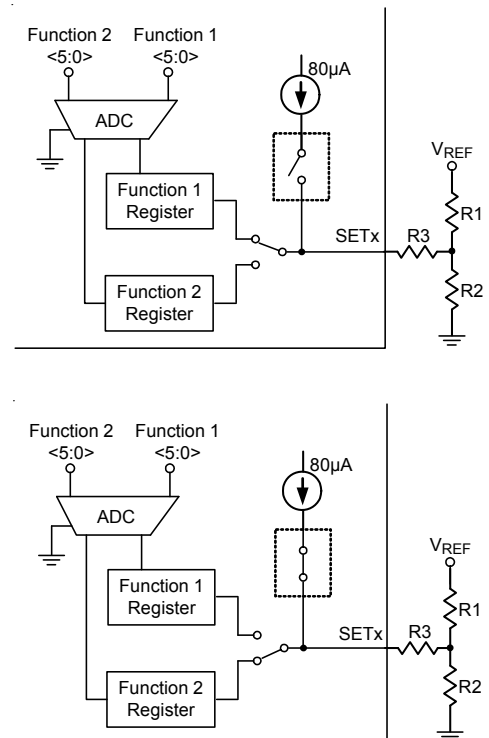 Function 2 Function 1
<5:0> <5:0>
ADC
80µA
Function 1
Register
VREF
R1
SETx R3
R2
Function 2
Register
Function 2 Function 1
<5:0> <5:0>
80µA
ADC
VREF
Function 1
Register
R1
SETx R3
Function 2
Register
R2